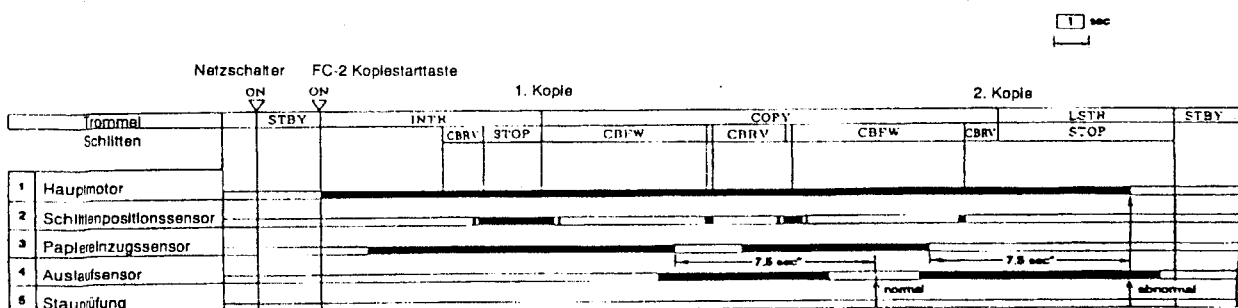 1 sec
Netzschalter FC-2 Kopiestarttaste
ON ON 1. Kopie 2. Kopie
Trommel STBY INTR COPY LSTR STBY
Schlitten CBRV STOP CBFW CBRV CBFW CBRV STOP
1 Hauptmotor
2 Schlittenpositionssensor
3 Papiereinzugssensor
7,5 sec* 7,5 sec*
4 Auslaufsensor
normal abnormal
5 Stauprüfung